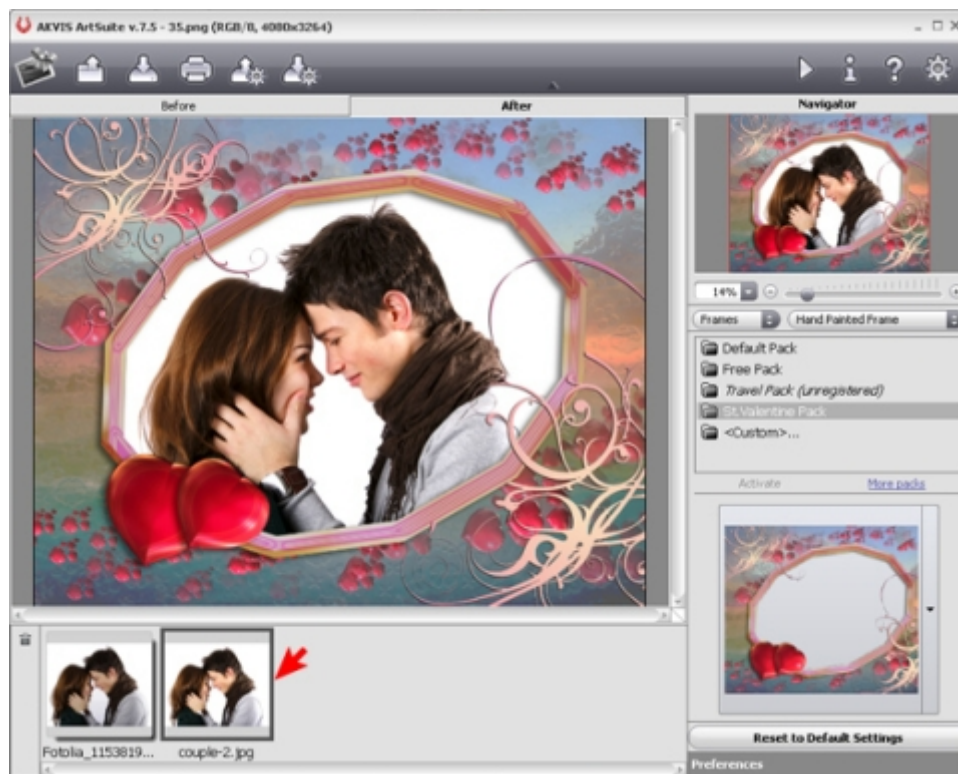 AKVIS ArtSuite v.7.5 - 35.png (RGB/8, 4000x3264)
Before
After
Navigator
14%
Frames
Hand Painted Frame
Default Pack
Free Pack
Travel Pack (unregistered)
St.Valentine Pack
<Custom>...
Activate
More packs
Fotolia_1153819...
couple-2.jpg
Reset to Default Settings
Preferences